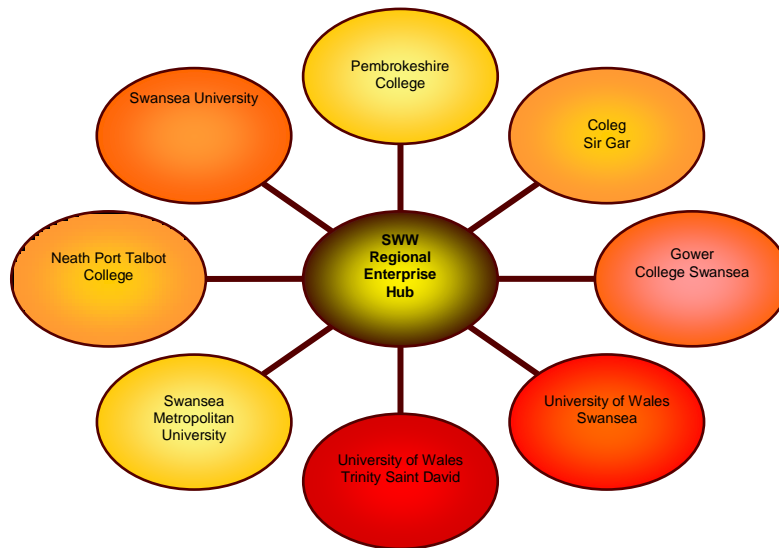 Pembrokeshire
College
Swansea University
Coleg
Sir Gar
SWW
Regional
Enterprise
Hub
Neath Port Talbot
College
Gower
College Swansea
Swansea
Metropolitan
University
University of Wales
Swansea
University of Wales
Trinity Saint David